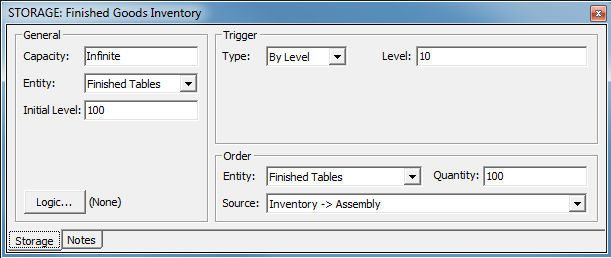 STORAGE: Finished Goods Inventory
General
Capacity: Infinite
Entity: Finished Tables
Initial Level: 100
Logic... (None)
Trigger
Type: By Level Level: 10
Order
Entity: Finished Tables Quantity: 100
Source: Inventory -> Assembly
Storage Notes